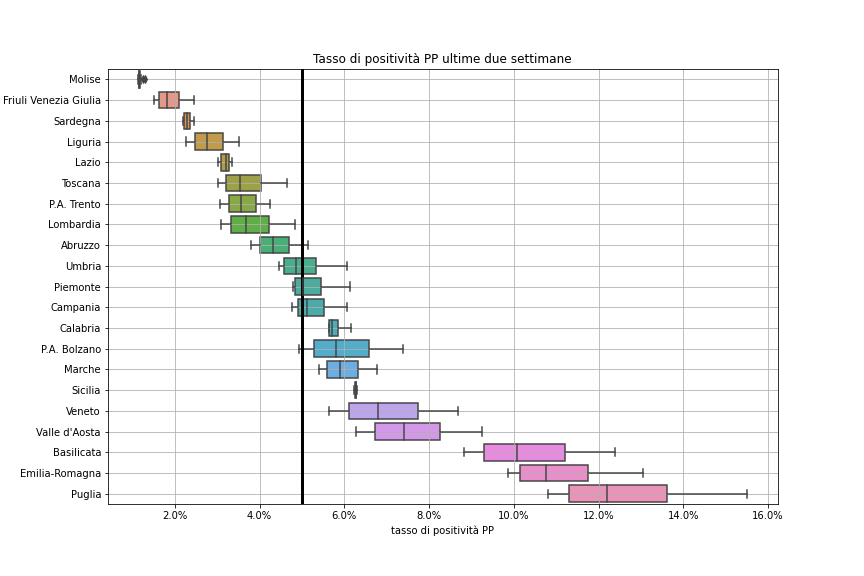 Tasso di positività PP ultime due settimane
Molise
Friuli Venezia Giulia
Sardegna
Liguria
Lazio
Toscana
P.A. Trento
Lombardia
Abruzzo
Umbria
Piemonte
Campania
Calabria
P.A. Bolzano
Marche
Sicilia
Veneto
Valle d'Aosta
Basilicata
Emilia-Romagna
Puglia
2.0% 4.0% 6.0% 8.0% 10.0% 12.0% 14.0% 16.0%
tasso di positività PP